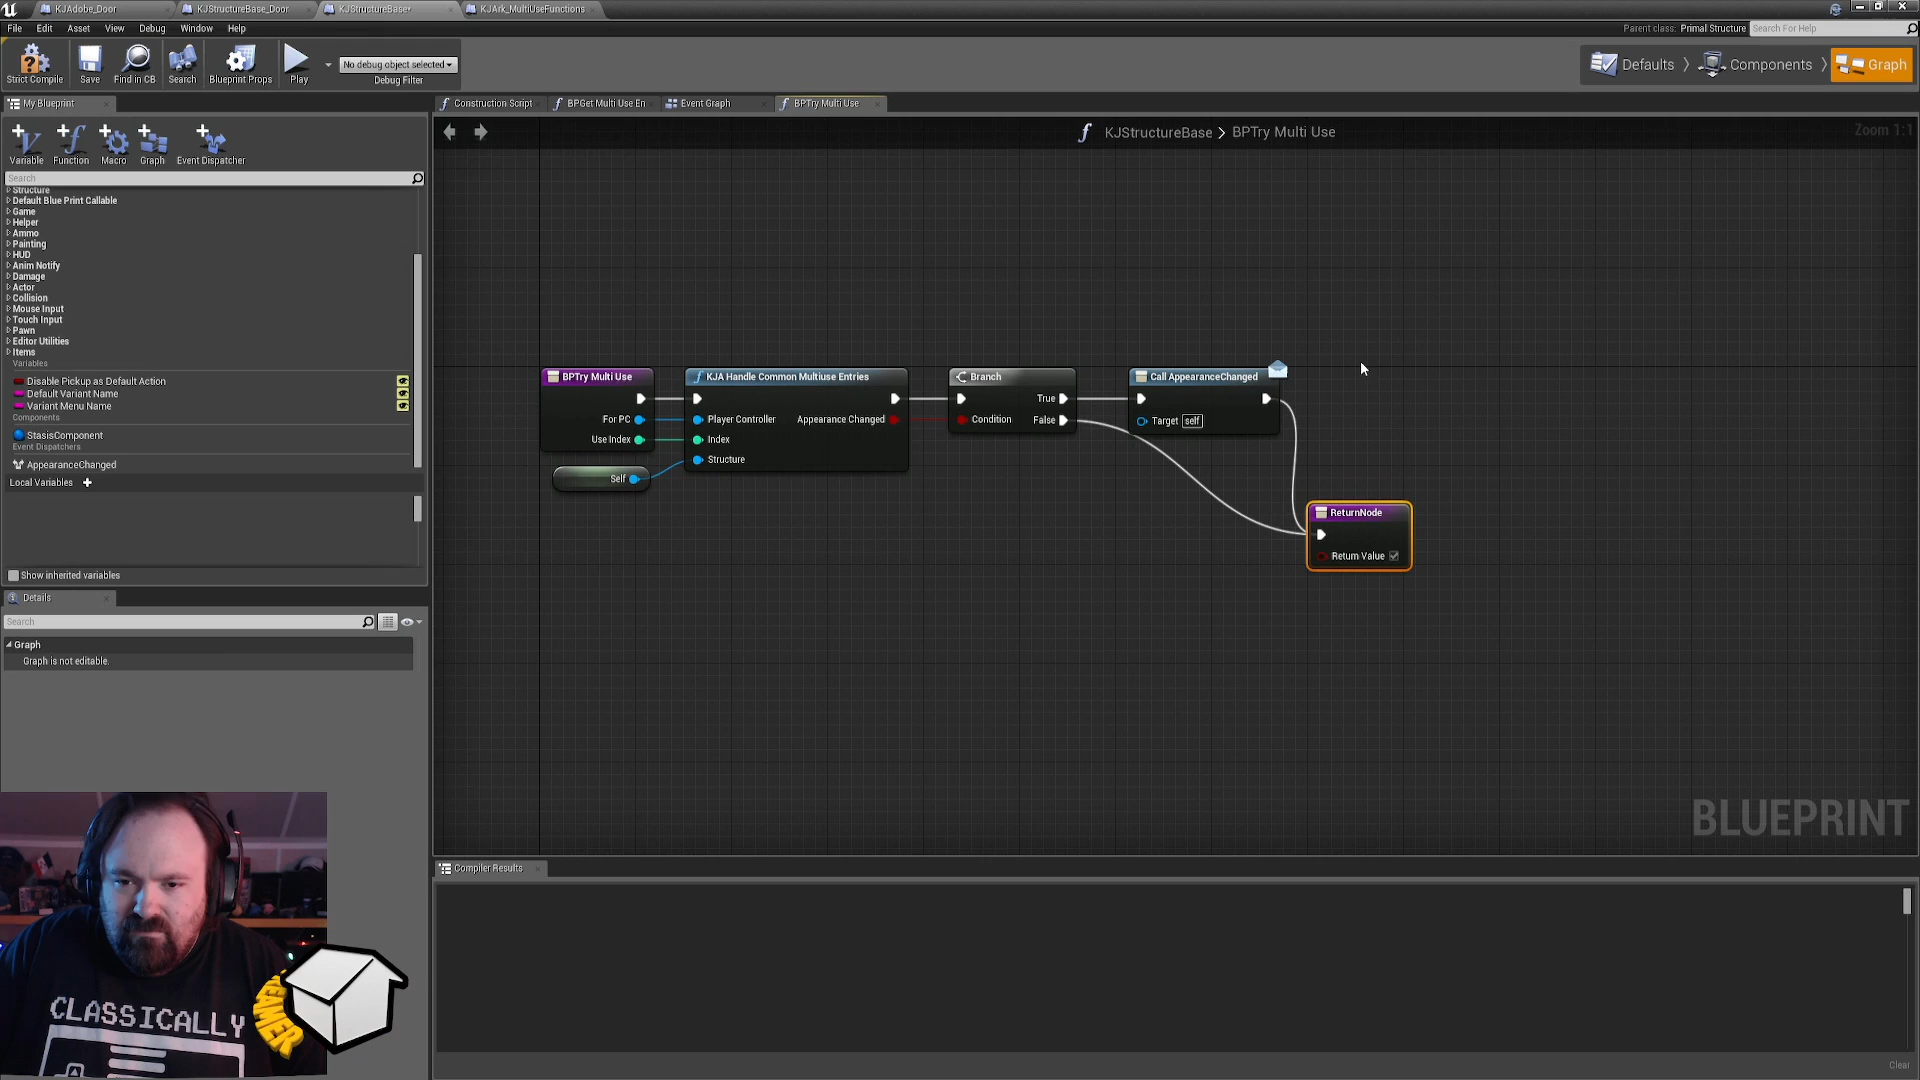 KJAdobe_Door
KJStructureBase_Door
KJStructureBase*
KJArk_MultiUseFunctions
File Edit Asset View Debug Window Help
Parent class: Primal Structure
Search For Help
Strict Compile
Save
Find in CB
Search
Blueprint Props
Play
No debug object selected
Debug Filter
Defaults
Components
Graph
My Blueprint
Construction Script
BPGet Multi Use En
Event Graph
BPTry Multi Use
Variable
Function
Macro
Graph
Event Dispatcher
KJStructureBase > BPTry Multi Use
Zoom 1:1
Search
Structure
Default Blue Print Callable
Game
Helper
Ammo
Painting
HUD
Anim Notify
Damage
Actor
Collision
Mouse Input
Touch Input
Pawn
Editor Utilities
Items
Variables
Disable Pickup as Default Action
Default Variant Name
Variant Menu Name
Components
StasisComponent
Event Dispatchers
AppearanceChanged
Local Variables
Show inherited variables
Details
Search
Graph
Graph is not editable.
BPTry Multi Use
For PC
Use Index
Self
KJA Handle Common Multiuse Entries
Player Controller
Appearance Changed
Index
Structure
Branch
True
Condition
False
Call AppearanceChanged
Target self
ReturnNode
Return Value
BLUEPRINT
Compiler Results
Clear
CLASSICALLY